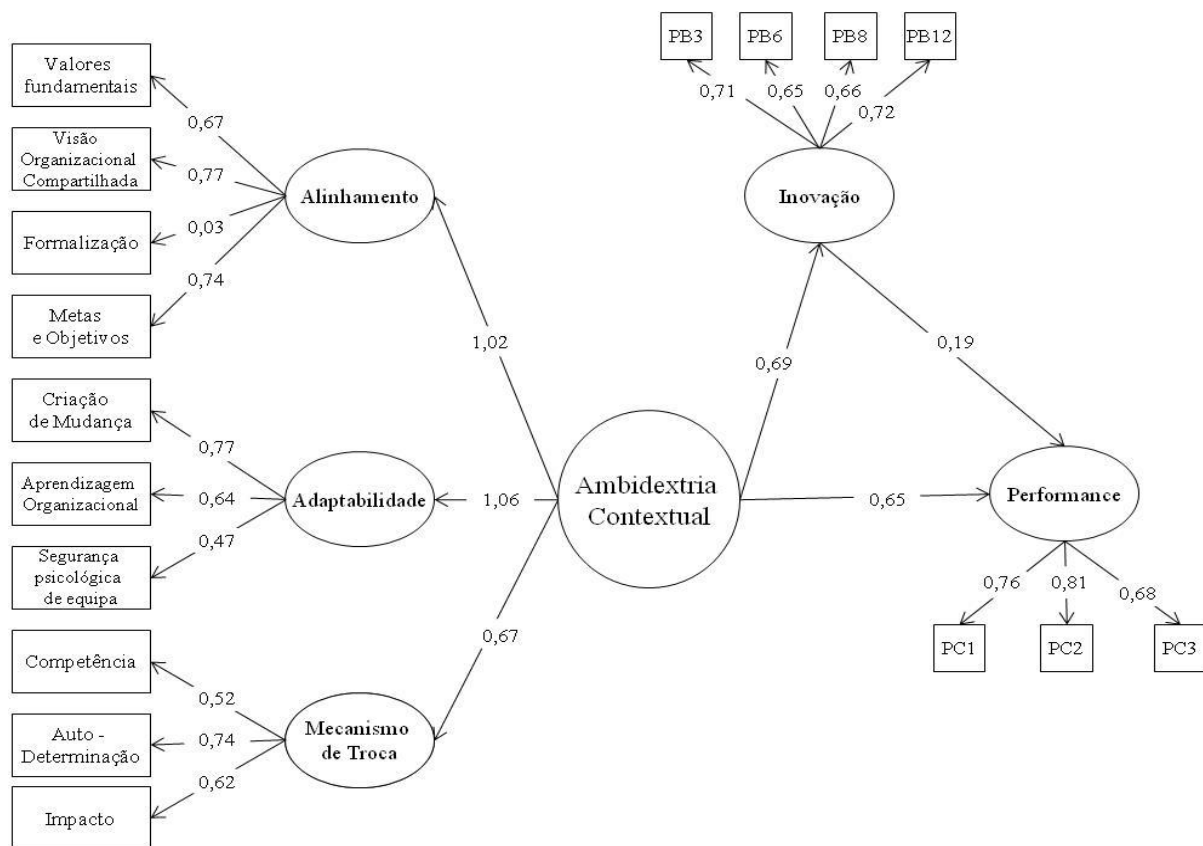 PB3
PB6
PB8
PB12
0,71
0,65
0,66
0,72
Inovação
Valores
fundamentais
0,67
Visão
Organizacional
Compartilhada
0,77
Alinhamento
Formalização
0,03
Metas
e Objetivos
0,74
1,02
0,69
0,19
Criação
de Mudança
0,77
Aprendizagem
Organizacional
0,64
Adaptabilidade
1,06
Ambidextria
Contextual
0,65
Performance
Segurança
psicológica
de equipa
0,47
0,76
0,81
0,68
PC1
PC2
PC3
0,67
Competência
0,52
Auto -
Determinação
0,74
Mecanismo
de Troca
Impacto
0,62